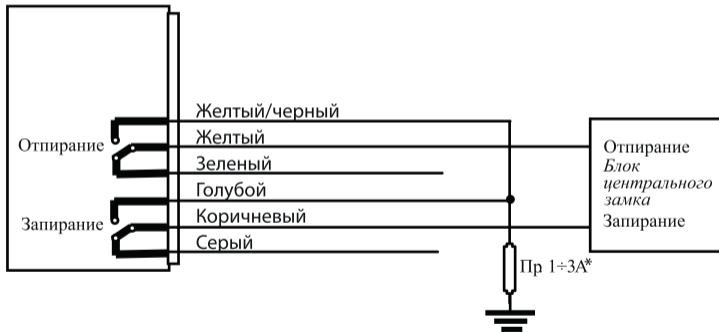 Желтый/черный
Отпирание
Желтый
Зеленый
Голубой
Запирание
Коричневый
Серый
Отпирание
Блок
центрального
замка
Запирание
Пр 1÷3А*